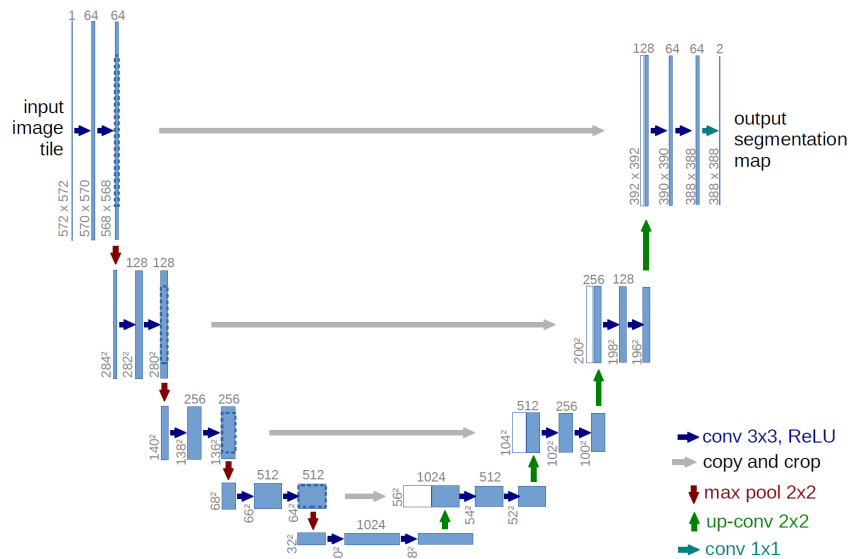 1 64 64
input
image
tile
572 x 572
570 x 570
568 x 568
128 64 64 2
output
segmentation
map
392 x 392
390 x 390
388 x 388
388 x 388
128 128
284²
282²
280²
256 128
200²
198²
196²
256 256
140²
138²
136²
512 256
104²
102²
100²
512 512
68²
66²
64²
1024 512
56²
54²
52²
1024
32²
0²
8²
conv 3x3, ReLU
copy and crop
max pool 2x2
up-conv 2x2
conv 1x1